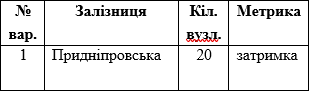 № вар. Залізниця Кіл. вузл. Метрика
1 Придніпровська 20 затримка